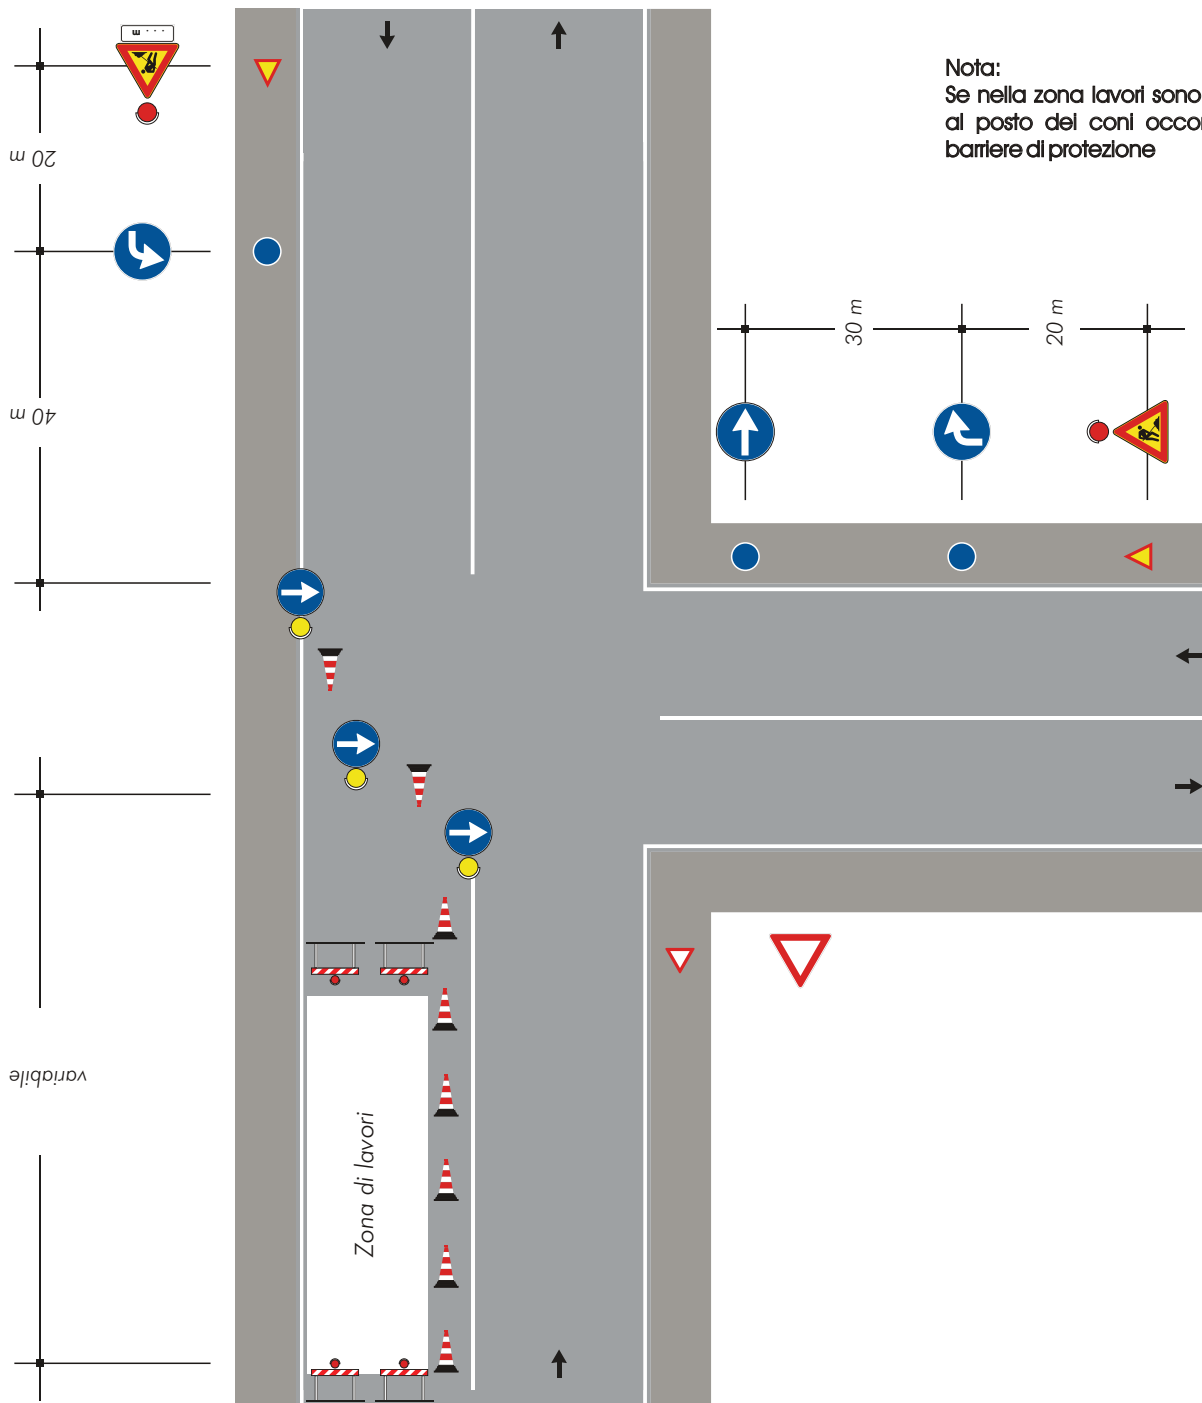 m ...
20 m
40 m
variabile
Nota:
Se nella zona lavori sono
al posto dei coni
barriere di protezione
30 m
20 m
Zona di lavori